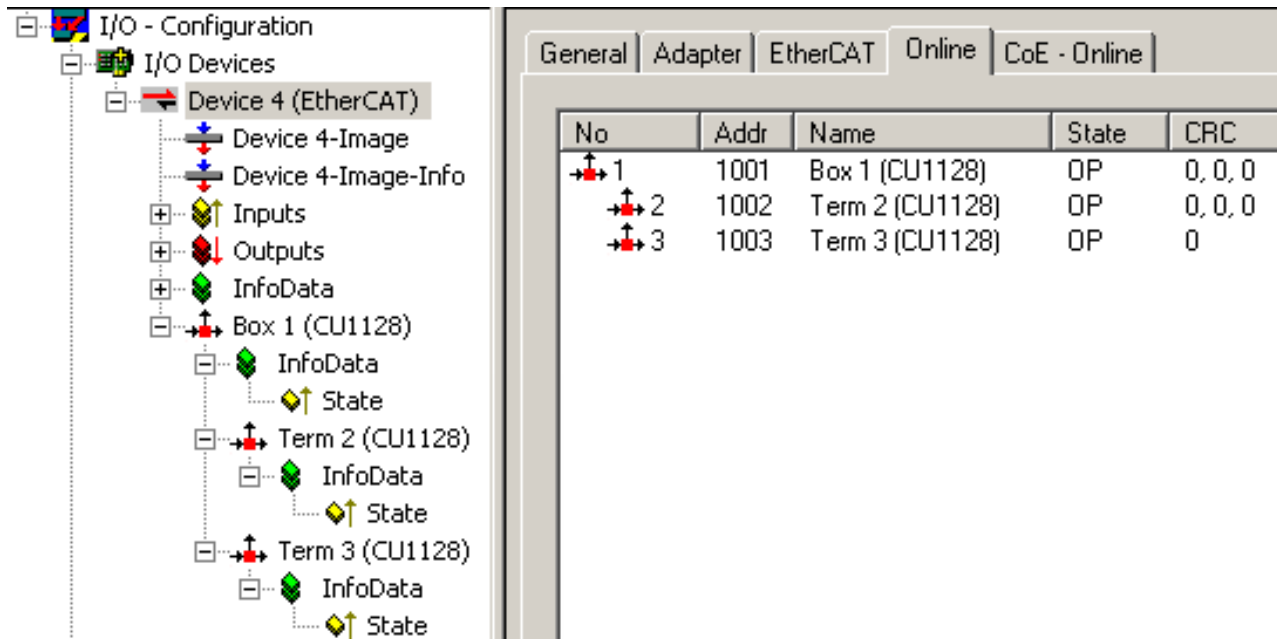 I/O - Configuration
I/O Devices
Device 4 (EtherCAT)
Device 4-Image
Device 4-Image-Info
Inputs
Outputs
InfoData
Box 1 (CU1128)
InfoData
State
Term 2 (CU1128)
InfoData
State
Term 3 (CU1128)
InfoData
State
General Adapter EtherCAT Online CoE - Online
No Addr Name State CRC
1 1001 Box 1 (CU1128) OP 0, 0, 0
2 1002 Term 2 (CU1128) OP 0, 0, 0
3 1003 Term 3 (CU1128) OP 0